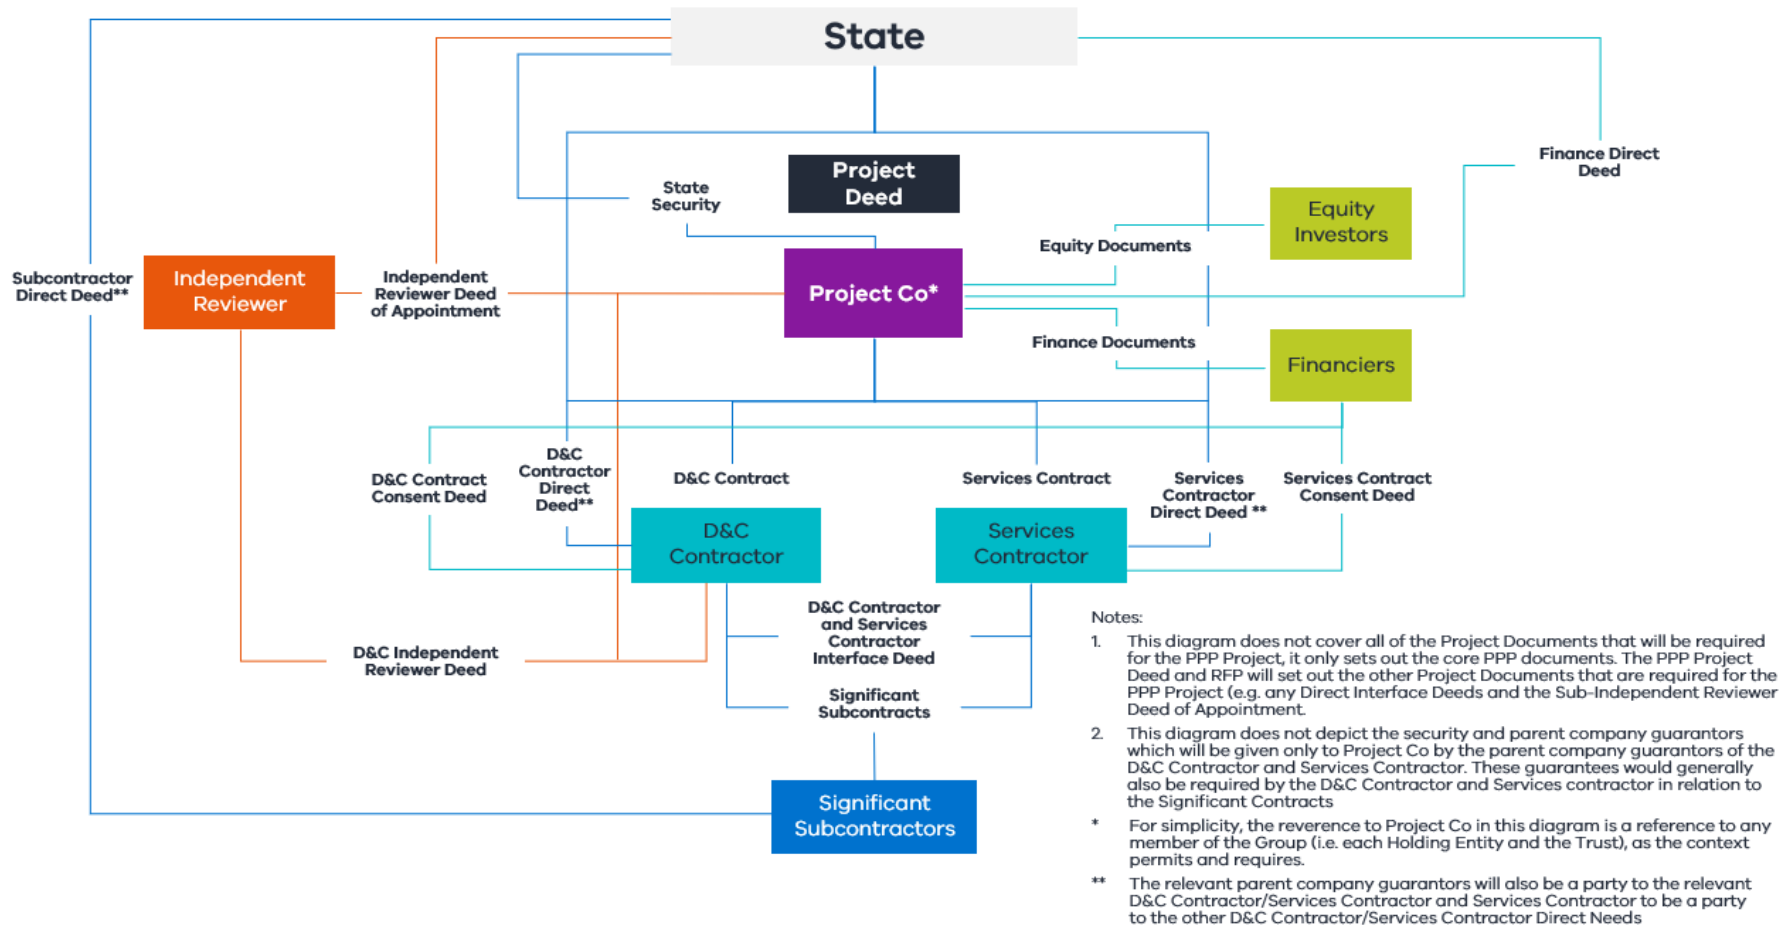 State
Finance Direct
Deed
Project
Deed
State
Security
Equity
Investors
Equity Documents
Subcontractor
Direct Deed**
Independent
Reviewer
Independent
Reviewer Deed
of Appointment
Project Co*
Finance Documents
Financiers
D&C Contract
Consent Deed
D&C
Contractor
Direct
Deed**
D&C Contract
Services Contract
Services
Contractor
Direct Deed **
Services Contract
Consent Deed
D&C
Contractor
Services
Contractor
D&C Contractor
and Services
Contractor
Interface Deed
D&C Independent
Reviewer Deed
Significant
Subcontracts
Significant
Subcontractors
Notes:
1. This diagram does not cover all of the Project Documents that will be required
for the PPP Project, it only sets out the core PPP documents. The PPP Project
Deed and RFP will set out the other Project Documents that are required for the
PPP Project (e.g. any Direct Interface Deeds and the Sub-Independent Reviewer
Deed of Appointment.
2. This diagram does not depict the security and parent company guarantors
which will be given only to Project Co by the parent company guarantors of the
D&C Contractor and Services Contractor. These guarantees would generally
also be required by the D&C Contractor and Services contractor in relation to
the Significant Contracts
* For simplicity, the reverence to Project Co in this diagram is a reference to any
member of the Group (i.e. each Holding Entity and the Trust), as the context
permits and requires.
** The relevant parent company guarantors will also be a party to the relevant
D&C Contractor/Services Contractor and Services Contractor to be a party
to the other D&C Contractor/Services Contractor Direct Needs